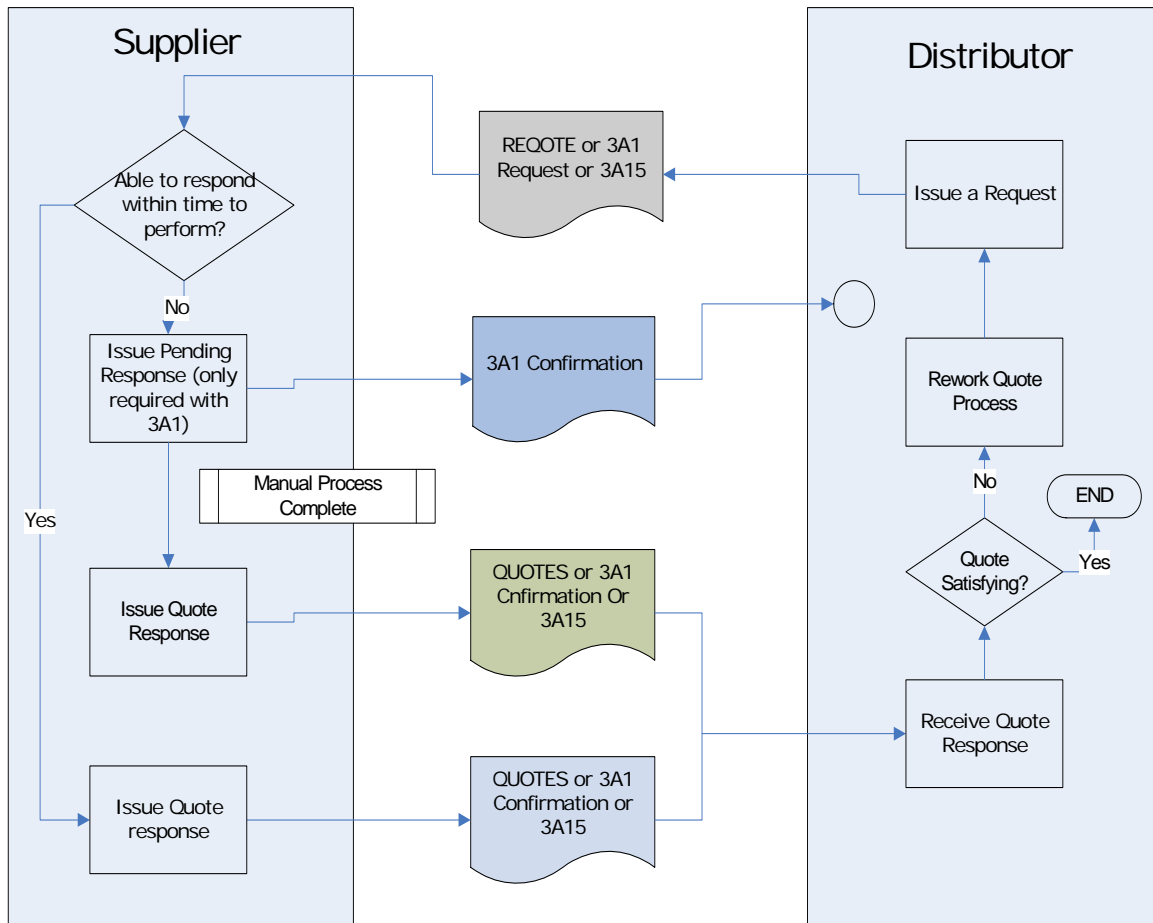 Supplier
Distributor
REQOTE or 3A1
Request or 3A15
Issue a Request
Able to respond
within time to
perform?
No
Issue Pending
Response (only
required with
3A1)
3A1 Confirmation
Rework Quote
Process
Manual Process
Complete
No
END
Yes
QUOTES or 3A1
Cnfirmation Or
3A15
Quote
Satisfying?
Yes
Issue Quote
Response
Receive Quote
Response
QUOTES or 3A1
Confirmation or
3A15
Issue Quote
response